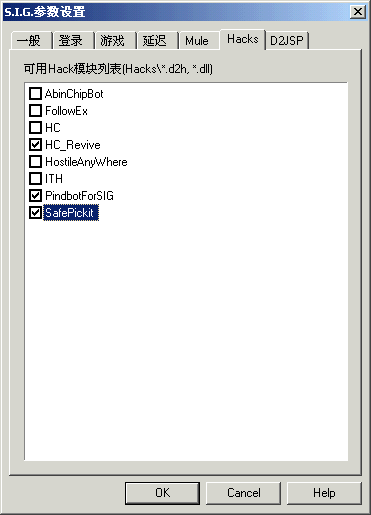 S.I.G.参数设置
一般 登录 游戏 延迟 Mule Hacks D2JSP
可用Hack模块列表(Hacks\*.d2h, *.dll)
AbinChipBot
FollowEx
HC
HC_Revive
HostileAnyWhere
ITH
PindbotForSIG
SafePickit
OK Cancel Help